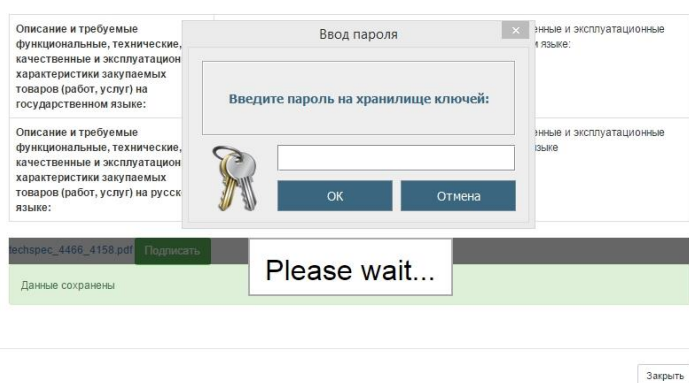 Описание и требуемые
функциональные, технические,
качественные и эксплуатацион
характеристики закупаемых
товаров (работ, услуг) на
государственном языке:
енные и эксплуатационные
языке:
Ввод пароля
Введите пароль на хранилище ключей:
ОК
Отмена
Описание и требуемые
функциональные, технические,
качественные и эксплуатацион
характеристики закупаемых
товаров (работ, услуг) на русск
языке:
енные и эксплуатационные
зыке
techspec_4466_4158.pdf Подписать
Please wait...
Данные сохранены
Закрыть